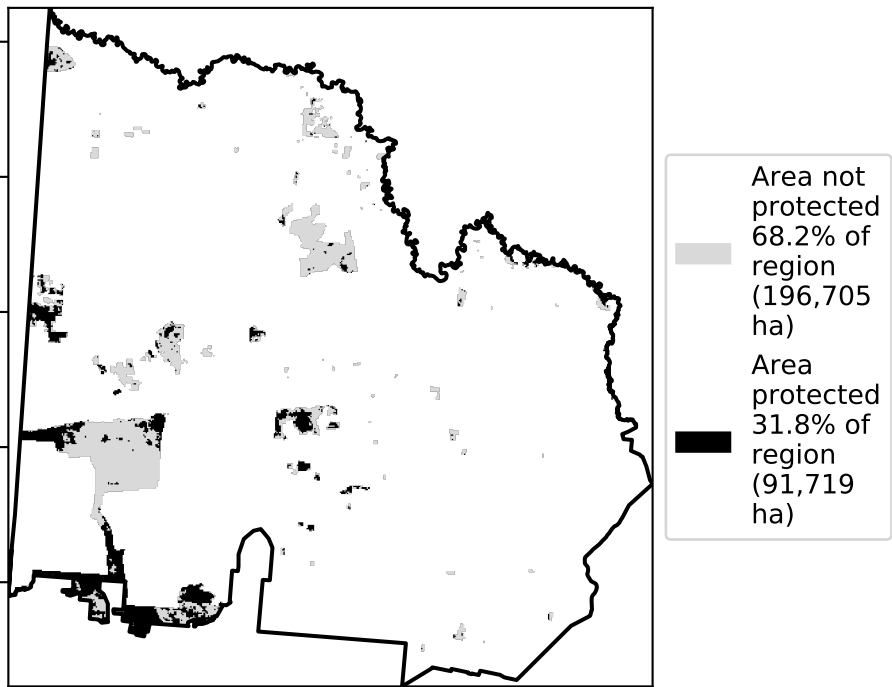 Area not
protected
68.2% of
region
(196,705
ha)
Area
protected
31.8% of
region
(91,719
ha)